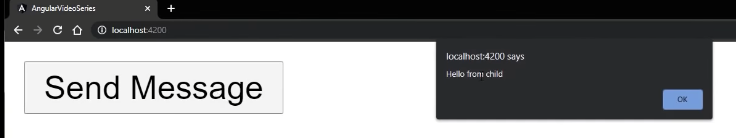 AngularVideoSeries
localhost:4200
Send Message
localhost:4200 says
Hello from child
OK